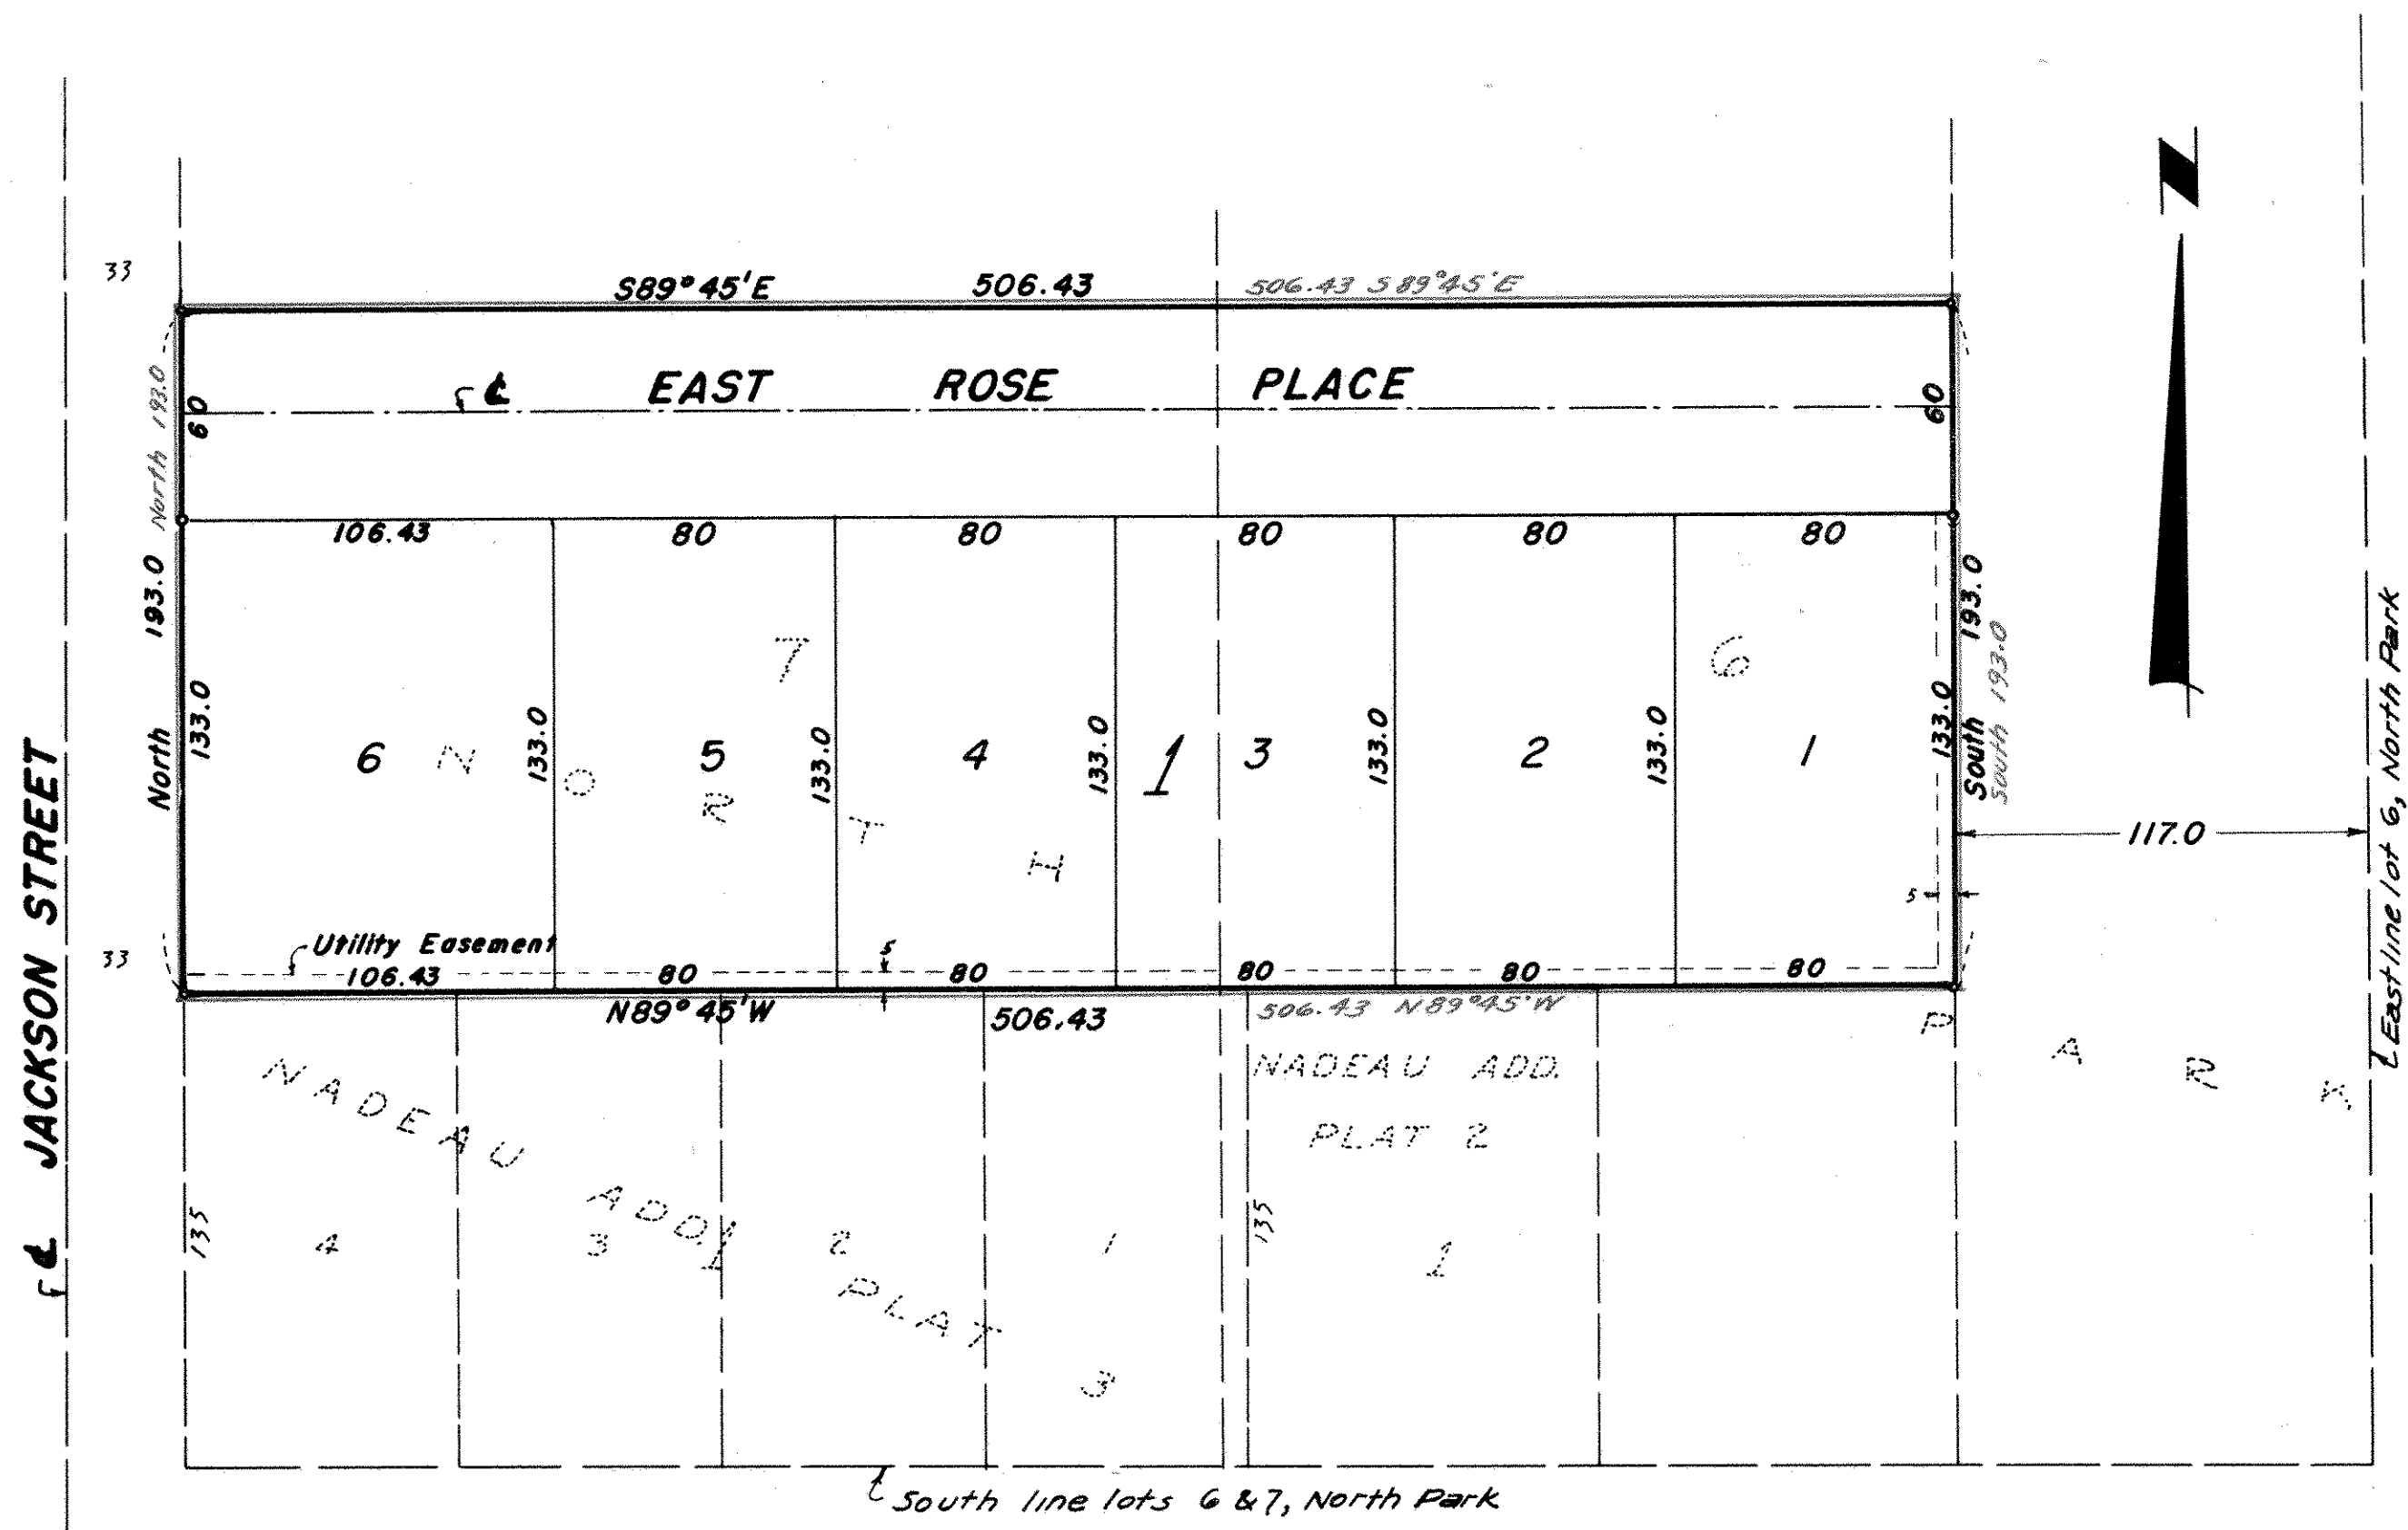 N
33
S89°45'E 506.43 506.43 S89°45'E
EAST ROSE PLACE
60
60
North 193.0
106.43 80 80 80 80 80
North 193.0
South 193.0
South 193.0
7 6
133.0 133.0 133.0 133.0 133.0 133.0 133.0
6 5 4 1 3 2 1
NORTH
117.0
5
East line lot 6, North Park
JACKSON STREET
33
Utility Easement
5
106.43 80 80 80 80 80
N89°45'W 506.43 506.43 N89°45'W
PARK
NADEAU ADD. PLAT 3
NADEAU ADD.
PLAT 2
135
135
4 3 1 2 1 1
South line lots 6 & 7, North Park